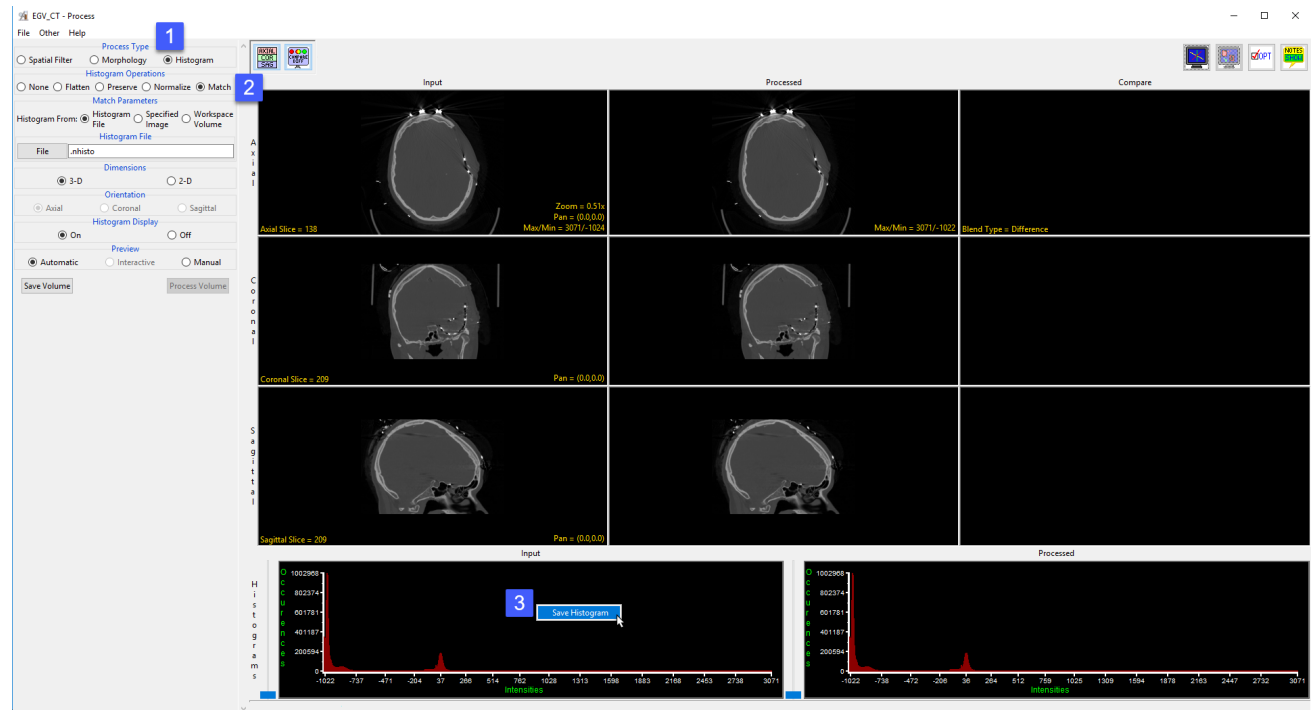 EGV_CT - Process
File Other Help
1
Process Type
Spatial Filter Morphology Histogram
Histogram Operations
None Flatten Preserve Normalize Match
2
Match Parameters
Histogram From: Histogram File Specified Image Workspace Volume
Histogram File
File .nhisto
Dimensions
3-D 2-D
Orientation
Axial Coronal Sagittal
Histogram Display
On Off
Preview
Automatic Interactive Manual
Save Volume Process Volume
AXIAL
COR
SAG
COMPARE
DIFF
OPT
NOTES
SHOW
Input Processed Compare
Axial
Zoom = 0.51x
Pan = (0.0,0.0)
Axial Slice = 138 Max/Min = 3071/-1024 Max/Min = 3071/-1022 Blend Type = Difference
Coronal
Coronal Slice = 209 Pan = (0.0,0.0)
Sagittal
Sagittal Slice = 209 Pan = (0.0,0.0)
Input Processed
Histograms
Occurences
1002968
802374
601781
401187
200594
0
-1022 -737 -471 -204 37 266 514 762 1028 1313 1598 1883 2168 2453 2738 3071
Intensities
3
Save Histogram
Occurences
1002968
802374
601781
401187
200594
0
-1022 -738 -472 -206 36 264 512 759 1025 1309 1594 1878 2163 2447 2732 3071
Intensities